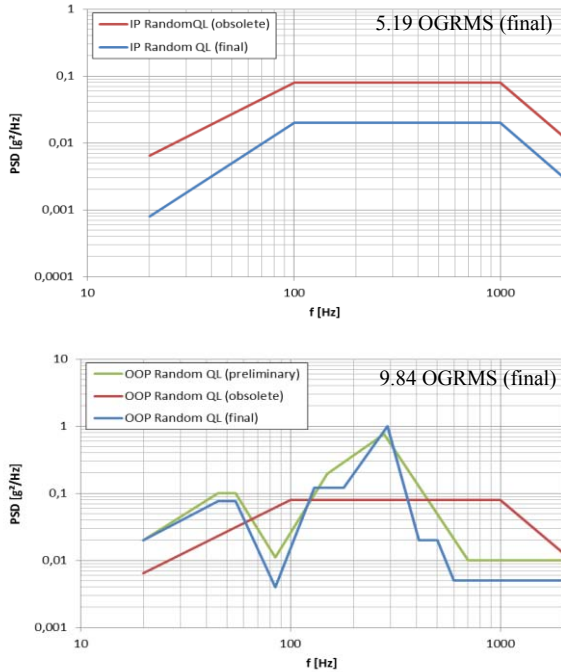 1
5.19 OGRMS (final)
IP RandomQL (obsolete)
IP Random QL (final)
0,1
0,01
0,001
0,0001
PSD [g²/Hz]
10
100
1000
f [Hz]
10
9.84 OGRMS (final)
OOP Random QL (preliminary)
OOP Random QL (obsolete)
OOP Random QL (final)
1
0,1
0,01
0,001
PSD [g²/Hz]
10
100
1000
f [Hz]